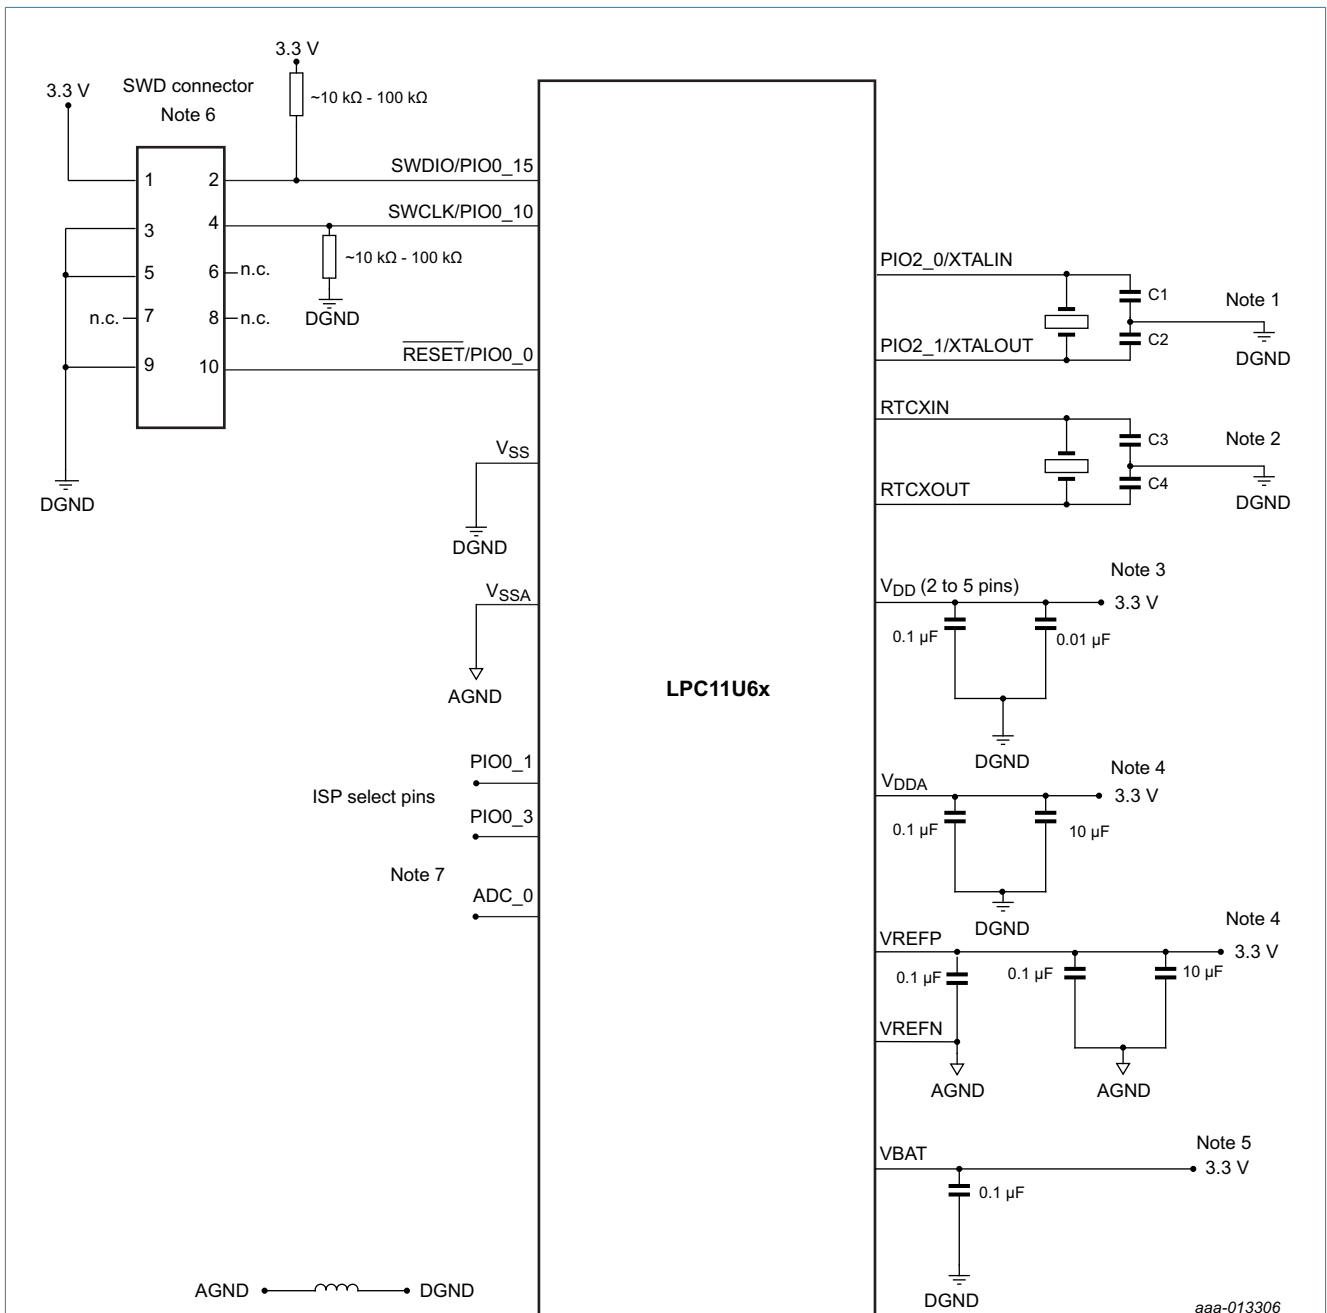 3.3 V
3.3 V
SWD connector
Note 6
~10 kΩ - 100 kΩ
1
2
SWDIO/PIO0_15
3
4
SWCLK/PIO0_10
~10 kΩ - 100 kΩ
5
6
n.c.
DGND
n.c.
7
8
n.c.
9
10
RESET/PIO0_0
DGND
VSS
DGND
VSSA
AGND
PIO0_1
ISP select pins
PIO0_3
Note 7
ADC_0
AGND
DGND
LPC11U6x
PIO2_0/XTALIN
C1
Note 1
C2
PIO2_1/XTALOUT
DGND
RTCXIN
C3
Note 2
C4
RTCXOUT
DGND
Note 3
VDD (2 to 5 pins)
3.3 V
0.1 µF
0.01 µF
DGND
Note 4
VDDA
3.3 V
0.1 µF
10 µF
DGND
Note 4
VREFP
3.3 V
0.1 µF
0.1 µF
10 µF
VREFN
AGND
AGND
Note 5
VBAT
3.3 V
0.1 µF
DGND
aaa-013306